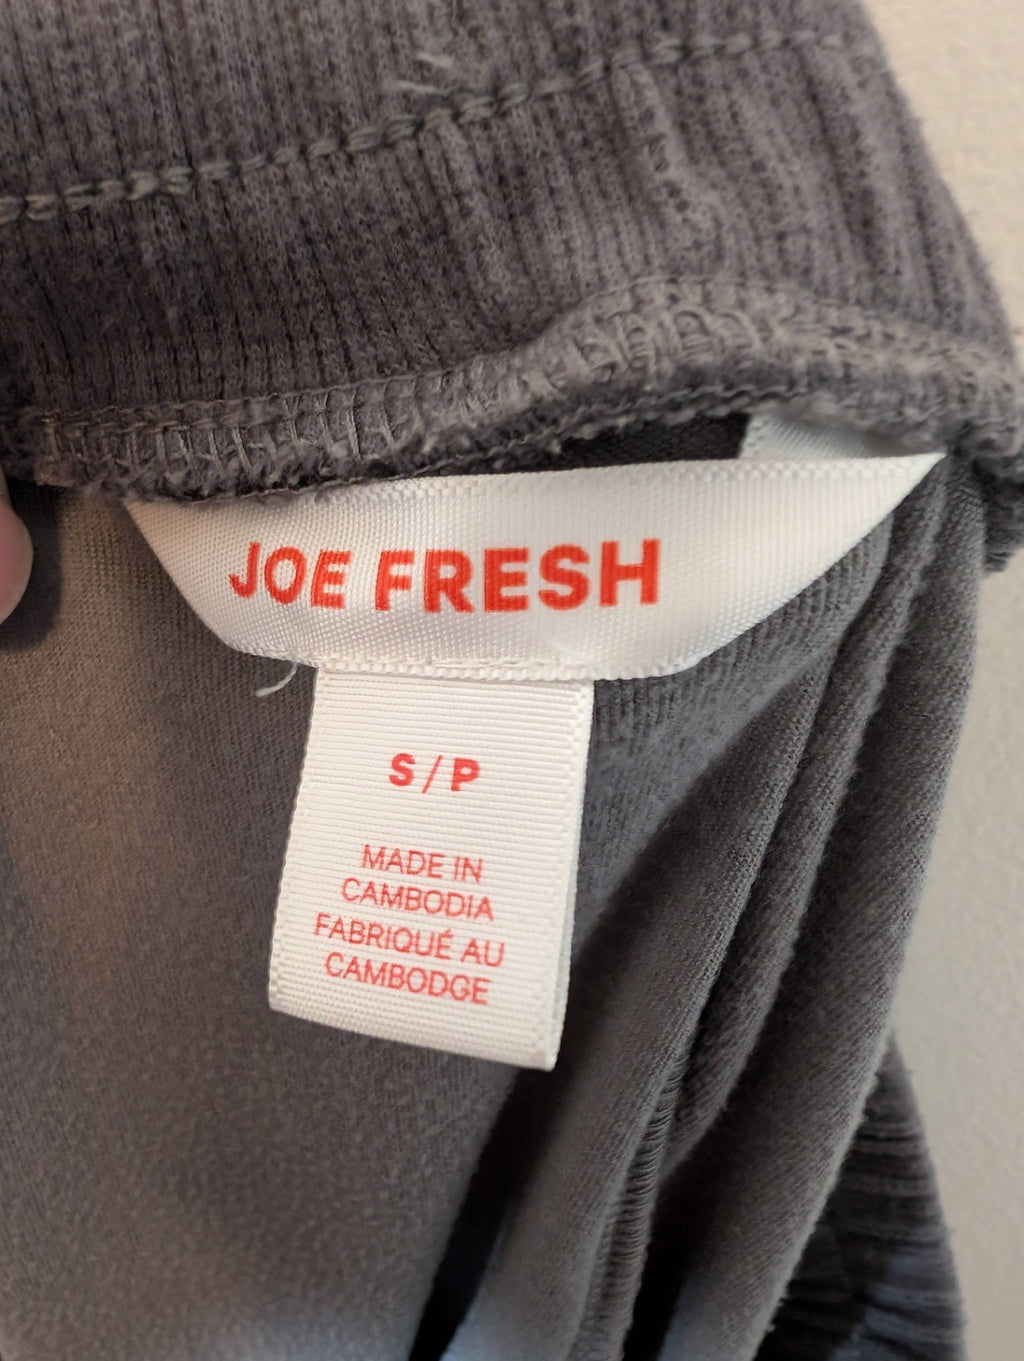 JOE FRESH
S/P
MADE IN
CAMBODIA
FABRIQUÉ AU
CAMBODGE